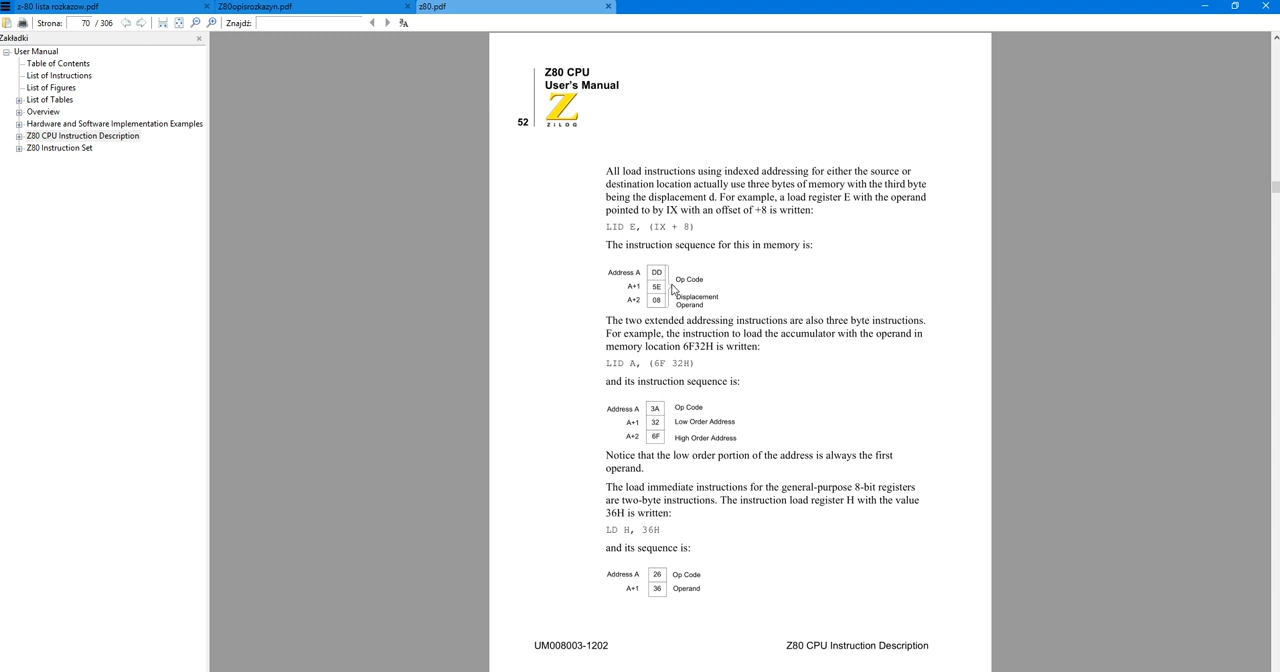 z-80 lista rozkazow.pdf
Z80opisrozkazyn.pdf
z80.pdf
Strona: 70 / 306
Znajdź:
Zakładki
User Manual
Table of Contents
List of Instructions
List of Figures
List of Tables
Overview
Hardware and Software Implementation Examples
Z80 CPU Instruction Description
Z80 Instruction Set
Z80 CPU
User's Manual
ZILOG
52
All load instructions using indexed addressing for either the source or
destination location actually use three bytes of memory with the third byte
being the displacement d. For example, a load register E with the operand
pointed to by IX with an offset of +8 is written:
LID E, (IX + 8)
The instruction sequence for this in memory is:
Address A DD
Op Code
A+1 5E
A+2 08 Displacement
Operand
The two extended addressing instructions are also three byte instructions.
For example, the instruction to load the accumulator with the operand in
memory location 6F32H is written:
LID A, (6F 32H)
and its instruction sequence is:
Address A 3A Op Code
A+1 32 Low Order Address
A+2 6F High Order Address
Notice that the low order portion of the address is always the first
operand.
The load immediate instructions for the general-purpose 8-bit registers
are two-byte instructions. The instruction load register H with the value
36H is written:
LD H, 36H
and its sequence is:
Address A 26 Op Code
A+1 36 Operand
UM008003-1202 Z80 CPU Instruction Description